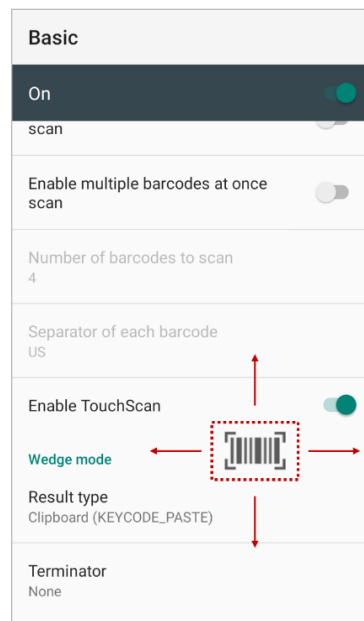 Basic
On
scan
Enable multiple barcodes at once
scan
Number of barcodes to scan
4
Separator of each barcode
US
Enable TouchScan
Wedge mode
Result type
Clipboard (KEYCODE_PASTE)
Terminator
None